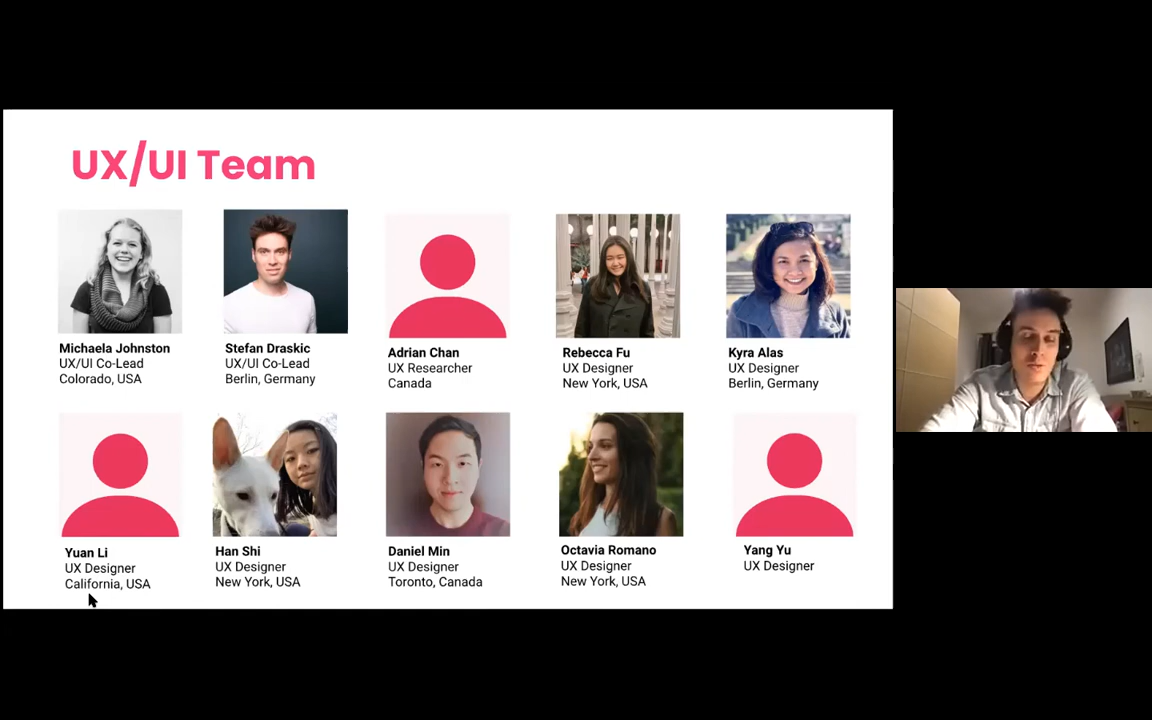 UX/UI Team
Michaela Johnston
UX/UI Co-Lead
Colorado, USA
Stefan Draskic
UX/UI Co-Lead
Berlin, Germany
Adrian Chan
UX Researcher
Canada
Rebecca Fu
UX Designer
New York, USA
Kyra Alas
UX Designer
Berlin, Germany
Yuan Li
UX Designer
California, USA
Han Shi
UX Designer
New York, USA
Daniel Min
UX Designer
Toronto, Canada
Octavia Romano
UX Designer
New York, USA
Yang Yu
UX Designer